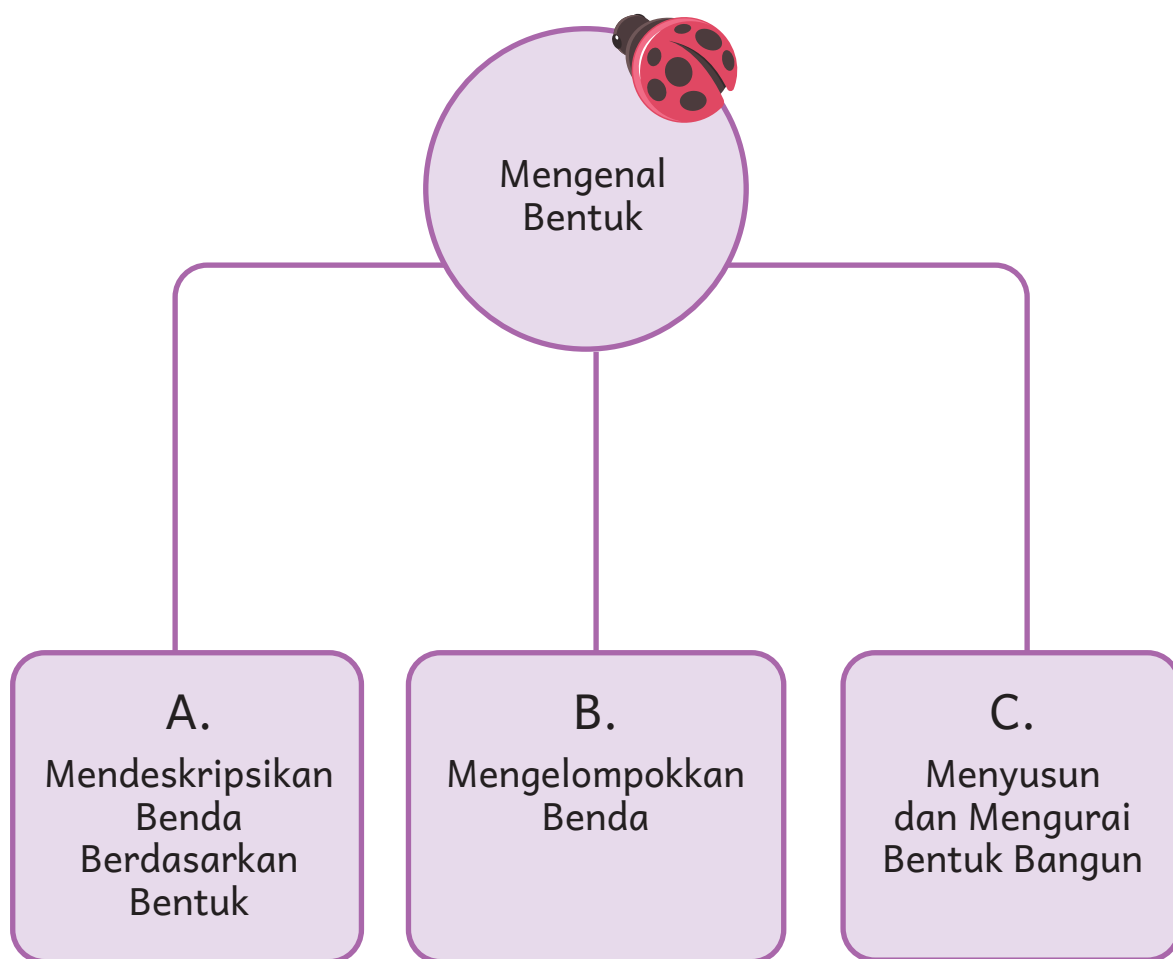 Mengenal
Bentuk
A.
Mendeskripsikan
Benda
Berdasarkan
Bentuk
B.
Mengelompokkan
Benda
C.
Menyusun
dan Mengurai
Bentuk Bangun